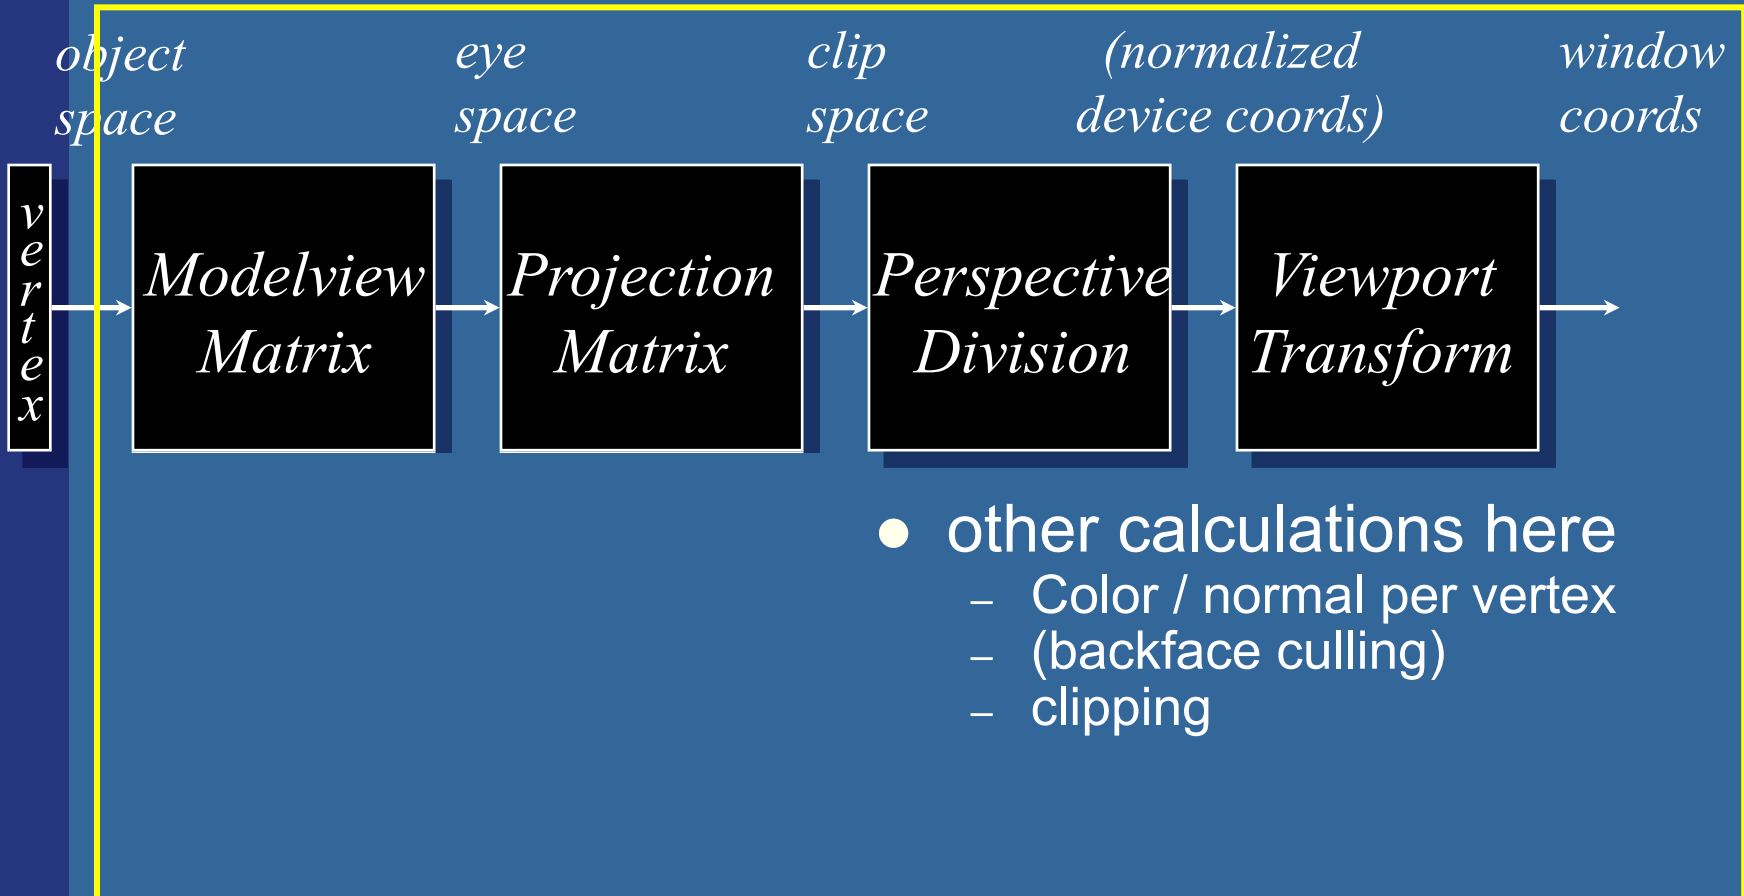 object
space
eye
space
clip
space
(normalized
device coords)
window
coords
vertex
Modelview
Matrix
Projection
Matrix
Perspective
Division
Viewport
Transform
● other calculations here
– Color / normal per vertex
– (backface culling)
– clipping